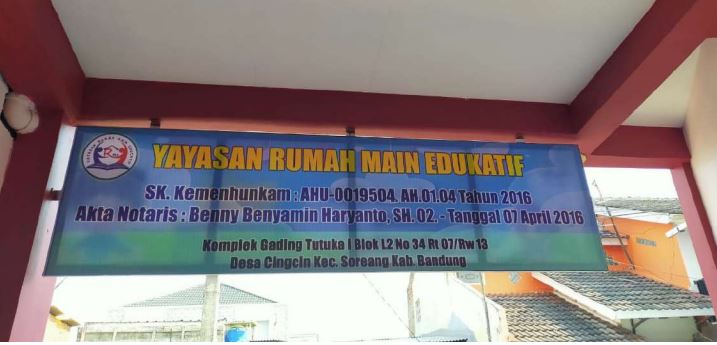 YAYASAN RUMAH MAIN EDUKATIF
SK. Kemenhunkam : AHU-0019504. AH.01.04 Tahun 2016
Akta Notaris : Benny Benyamin Haryanto, SH. 02. - Tanggal 07 April 2016
Komplek Gading Tutuka I Blok L2 No 34 Rt 07/Rw 13
Desa Cingcin Kec. Soreang Kab. Bandung